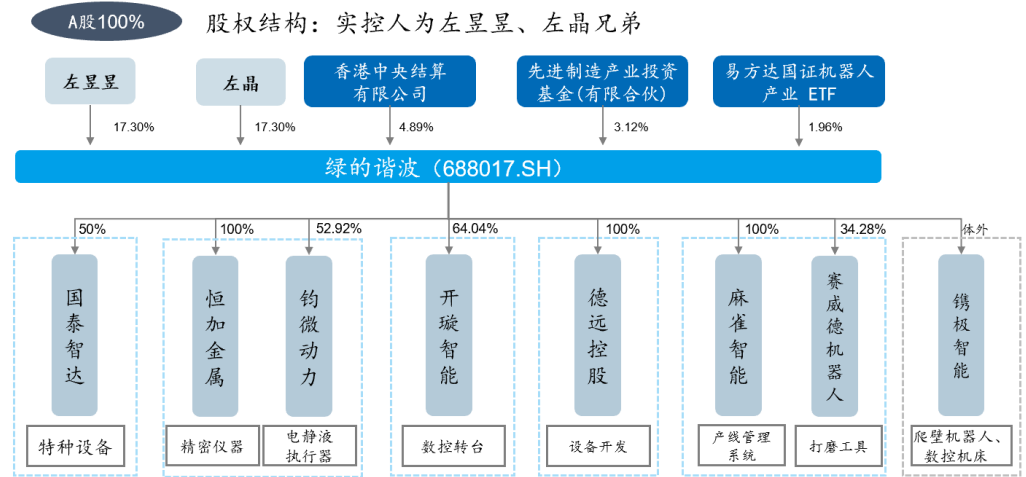 A股100%
股权结构：实控人为左昱昱、左晶兄弟
左昱昱
左晶
香港中央结算
有限公司
先进制造产业投资
基金(有限合伙)
易方达国证机器人
产业 ETF
17.30%
17.30%
4.89%
3.12%
1.96%
绿的谐波（688017.SH）
50%
100%
52.92%
64.04%
100%
100%
34.28%
体外
国泰智达
恒加金属
钧微动力
开璇智能
德远控股
麻雀智能
赛威德机器人
镌极智能
特种设备
精密仪器
电静液
执行器
数控转台
设备开发
产线管理
系统
打磨工具
爬壁机器人、
数控机床